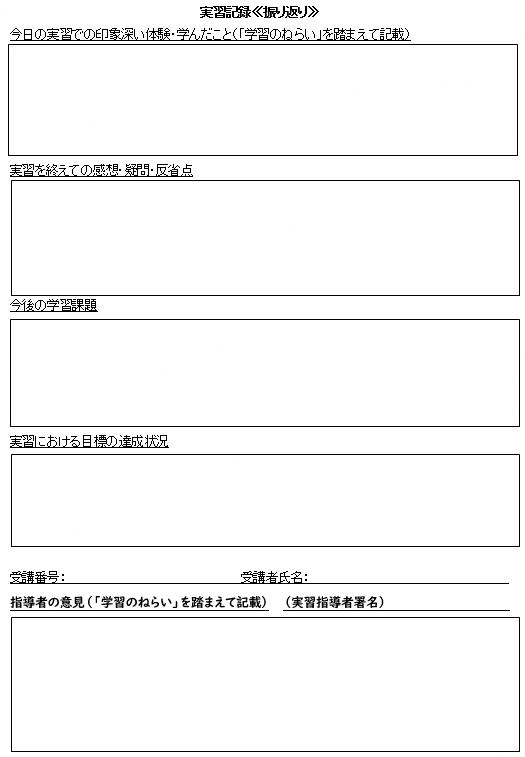 実習記録≪振り返り≫
今日の実習での印象深い体験・学んだこと（「学習のねらい」を踏まえて記載）
実習を終えての感想・疑問・反省点
今後の学習課題
実習における目標の達成状況
受講番号： 受講者氏名：
指導者の意見（「学習のねらい」を踏まえて記載） （実習指導者署名）